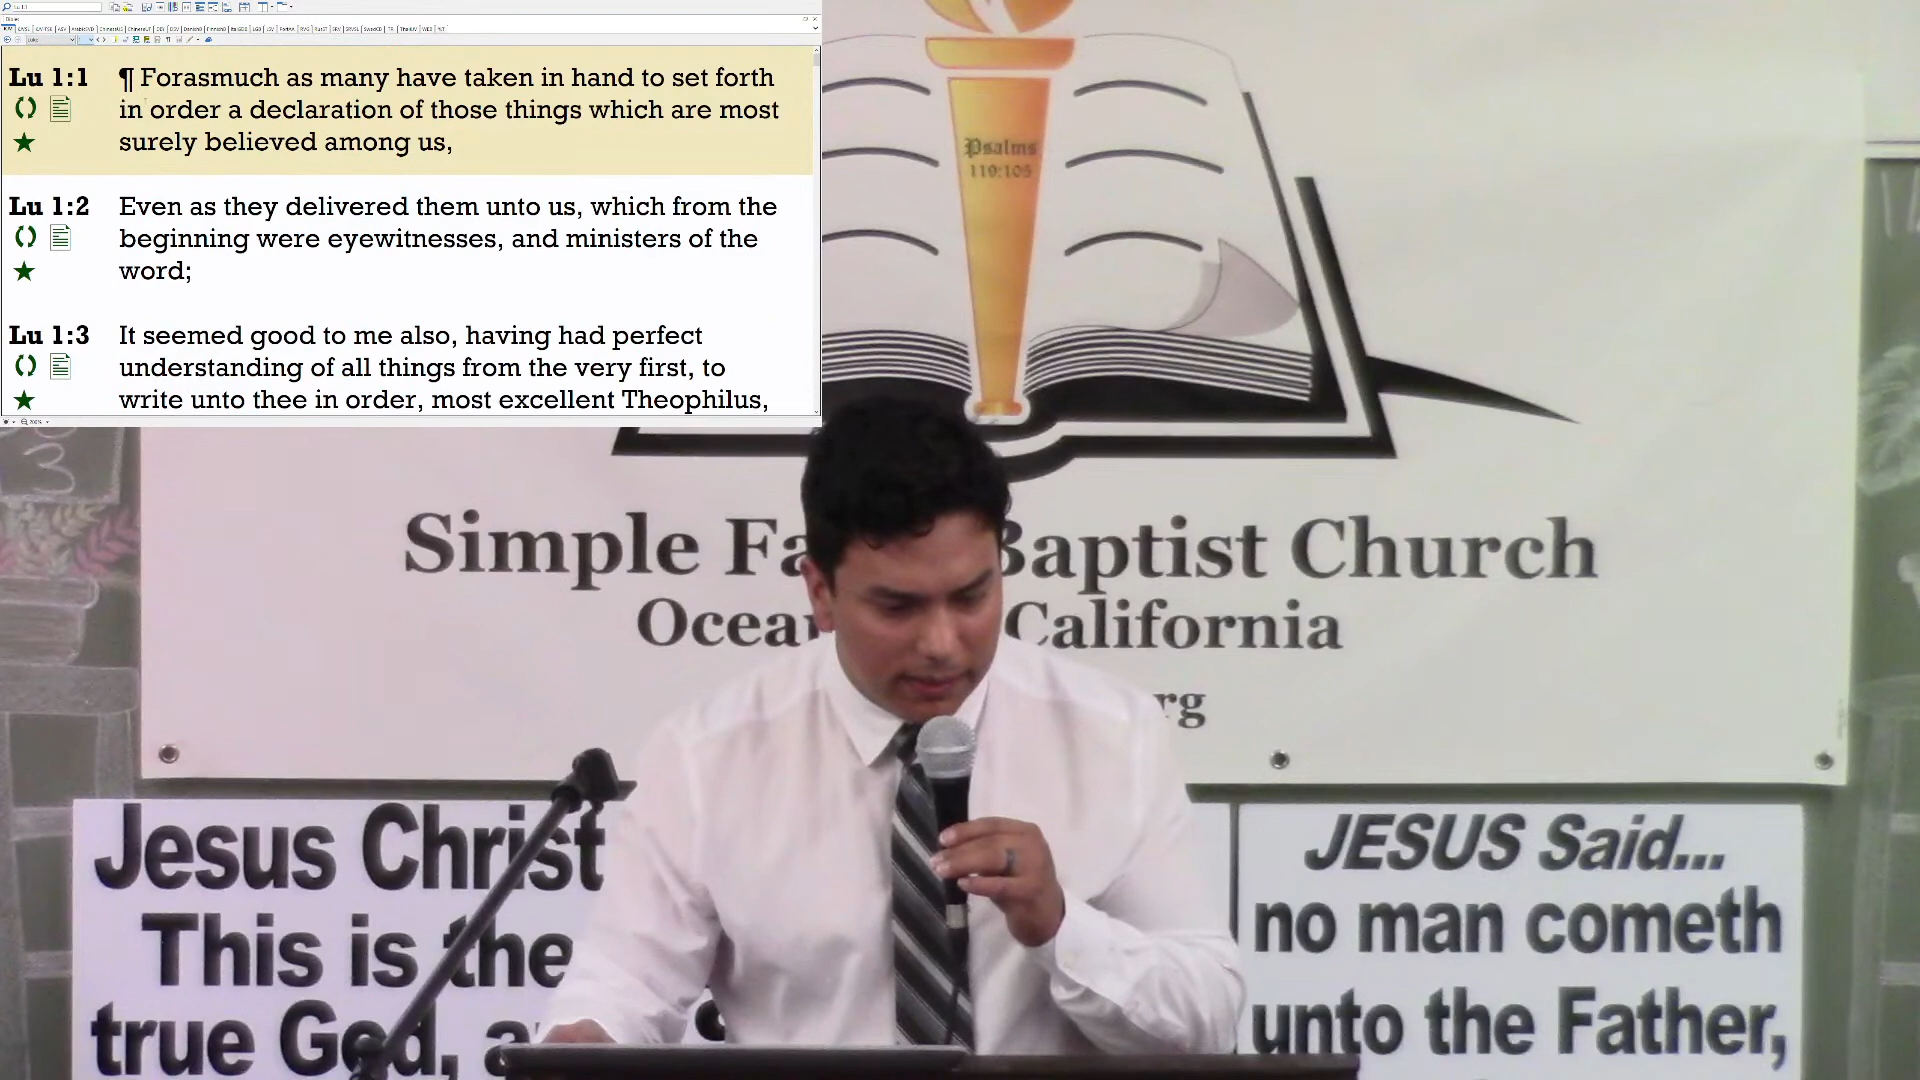 Lu 1:1 ¶ Forasmuch as many have taken in hand to set forth
in order a declaration of those things which are most
surely believed among us,
Lu 1:2 Even as they delivered them unto us, which from the
beginning were eyewitnesses, and ministers of the
word;
Lu 1:3 It seemed good to me also, having had perfect
understanding of all things from the very first, to
write unto thee in order, most excellent Theophilus,
Psalms
119:105
Simple Fa Baptist Church
Ocea California
rg
3
Jesus Christ
This is the
true God, a
JESUS Said...
no man cometh
unto the Father,